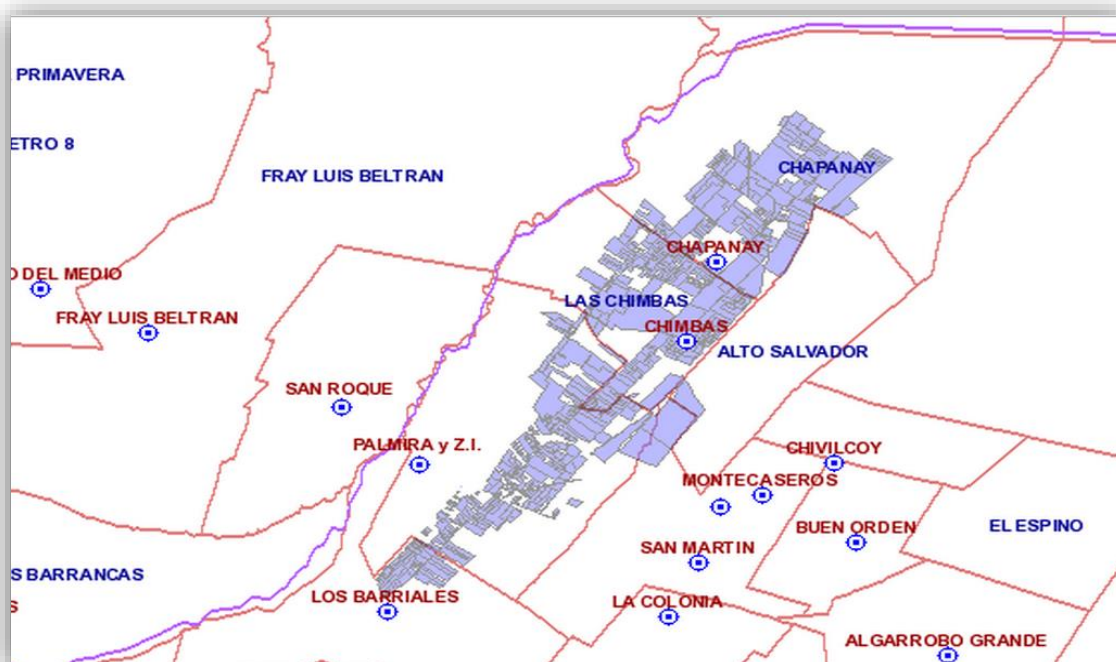 PRIMAVERA
ETRO 8
FRAY LUIS BELTRAN
CHAPANAY
CHAPANAY
O DEL MEDIO
FRAY LUIS BELTRAN
LAS CHIMBAS
CHIMBAS
ALTO SALVADOR
SAN ROQUE
PALMIRA y Z.I.
CHIVILCOY
MONTECASEROS
BUEN ORDEN
EL ESPINO
SAN MARTIN
S BARRANCAS
LOS BARRIALES
LA COLONIA
S
ALGARROBO GRANDE